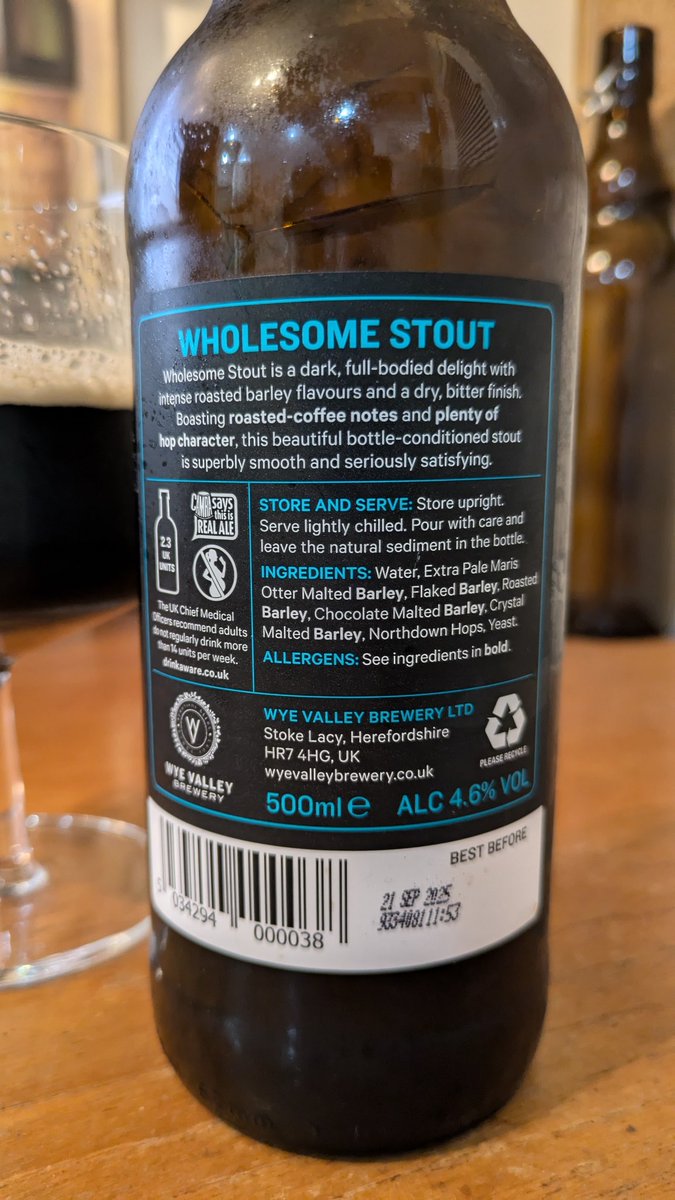 WHOLESOME STOUT
Wholesome Stout is a dark, full-bodied delight with
intense roasted barley flavours and a dry, bitter finish.
Boasting roasted-coffee notes and plenty of
hop character, this beautiful bottle-conditioned stout
is superbly smooth and seriously satisfying.
2.3
UK
UNITS
CAMRA says
this is
REAL ALE
The UK Chief Medical
Officers recommend adults
do not regularly drink more
than 14 units per week.
drinkaware.co.uk
STORE AND SERVE: Store upright.
Serve lightly chilled. Pour with care and
leave the natural sediment in the bottle.
INGREDIENTS: Water, Extra Pale Maris
Otter Malted Barley, Flaked Barley, Roasted
Barley, Chocolate Malted Barley, Crystal
Malted Barley, Northdown Hops, Yeast.
ALLERGENS: See ingredients in bold.
WYE VALLEY
BREWERY
WYE VALLEY BREWERY LTD
Stoke Lacy, Herefordshire
HR7 4HG, UK
wyevalleybrewery.co.uk
PLEASE RECYCLE
500ml e ALC 4.6% VOL
BEST BEFORE
21 SEP 2025
93340811:53
5 034294 000038